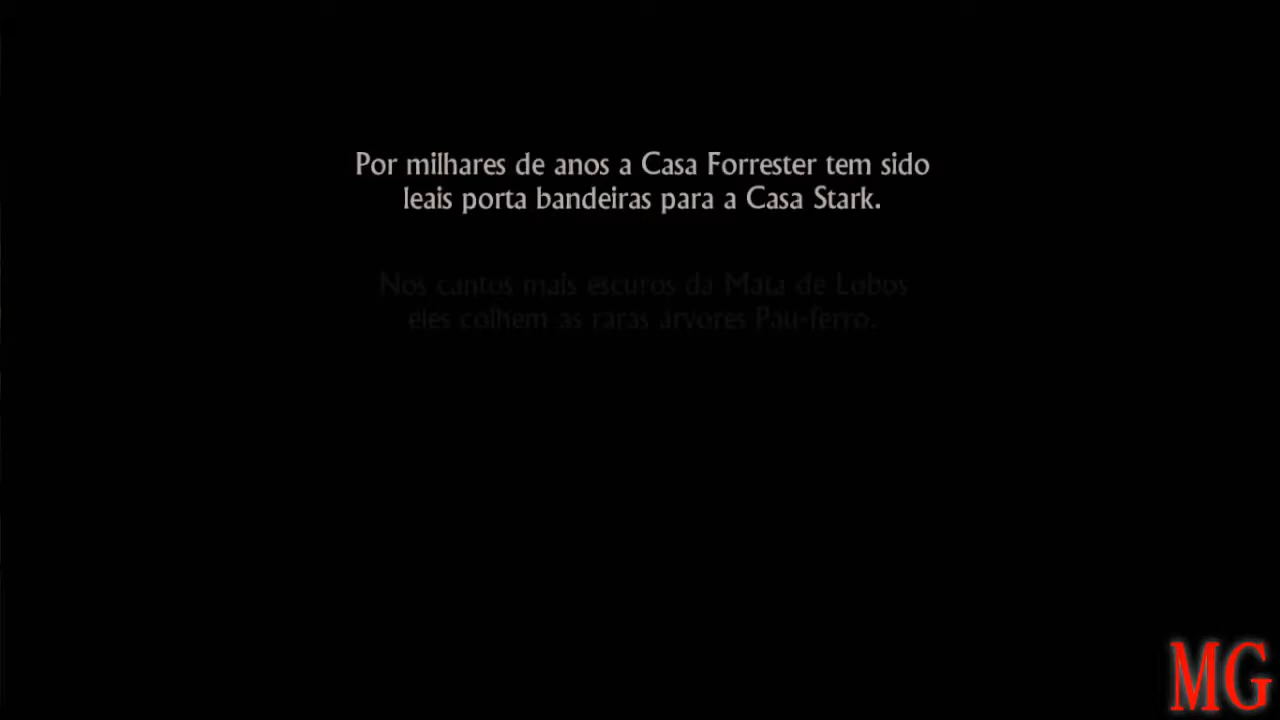 Por milhares de anos a Casa Forrester tem sido
leais porta bandeiras para a Casa Stark.
Nos cantos mais escuros da Mata de Lobos
eles colhem as raras árvores Pau-ferro.
MG